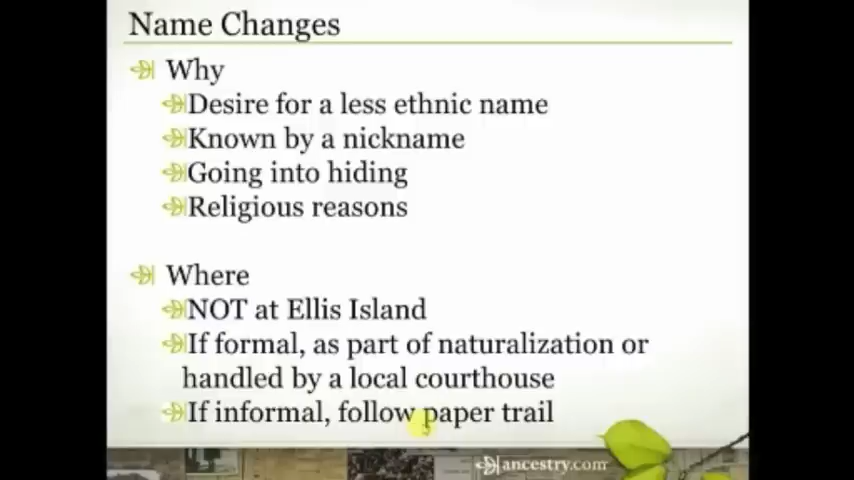 Name Changes
Why
Desire for a less ethnic name
Known by a nickname
Going into hiding
Religious reasons
Where
NOT at Ellis Island
If formal, as part of naturalization or
handled by a local courthouse
If informal, follow paper trail
ancestry.com